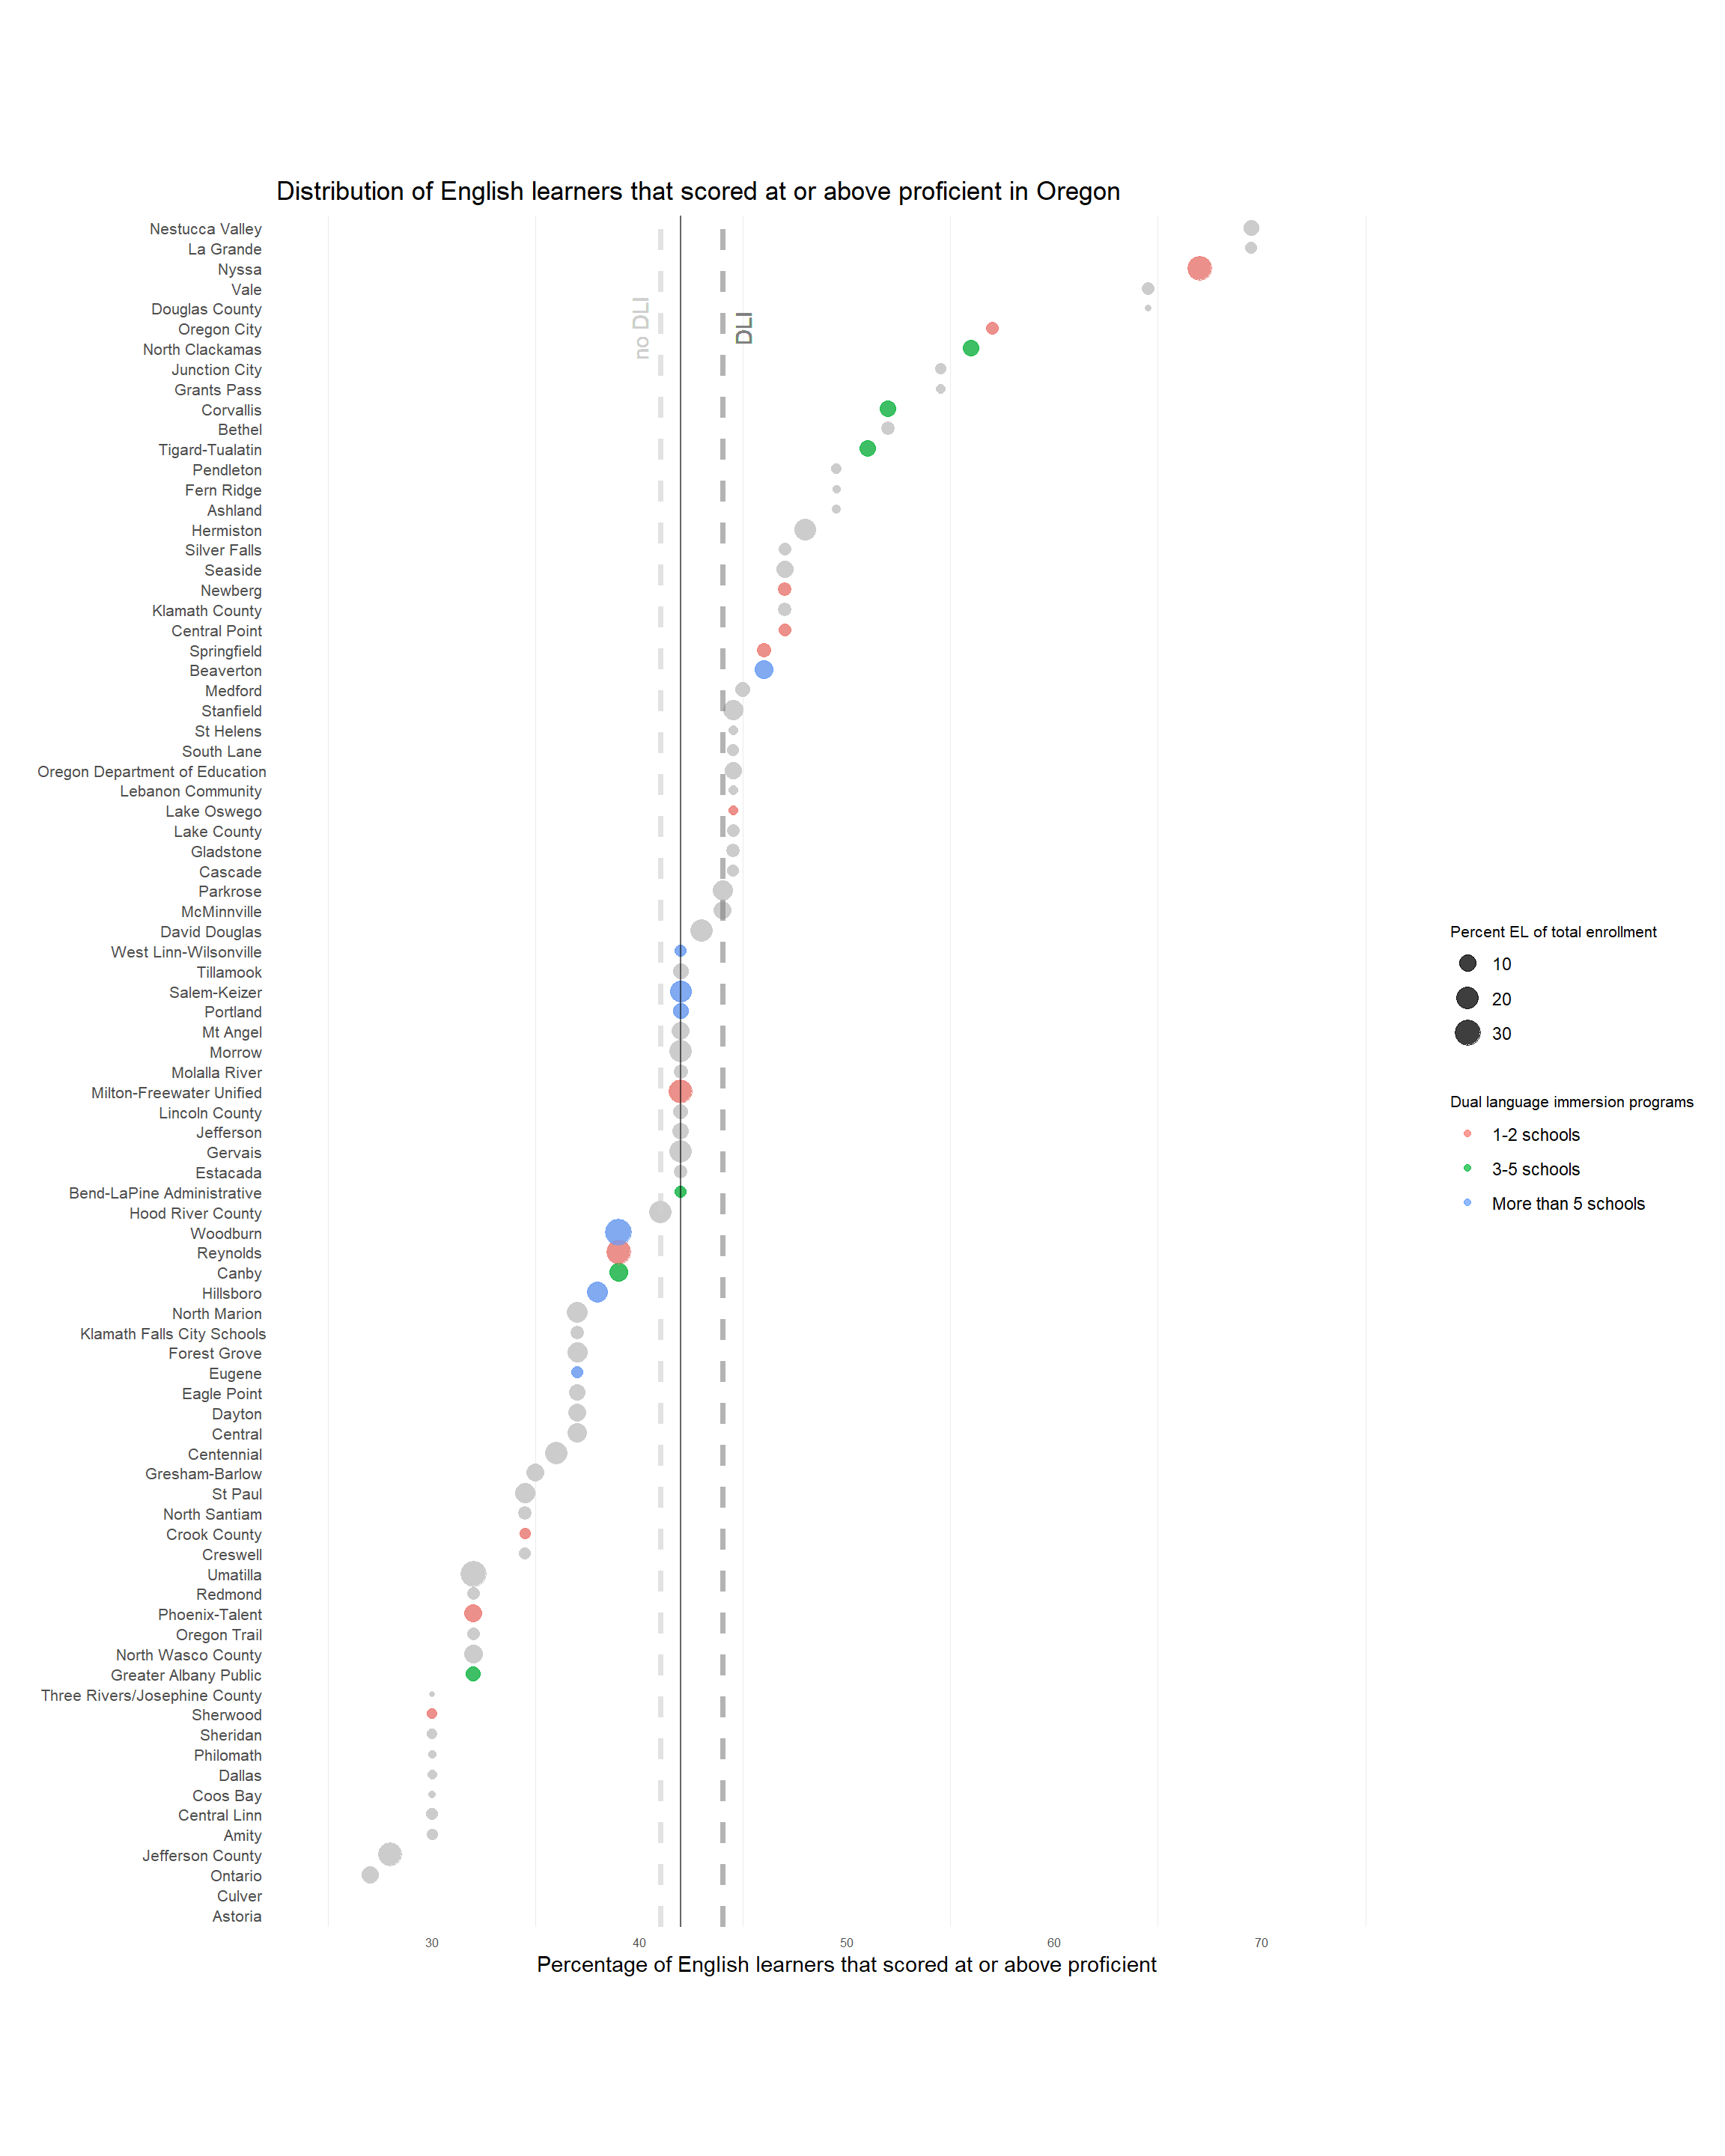 Distribution of English learners that scored at or above proficient in Oregon
Nestucca Valley
La Grande
Nyssa
Vale
Douglas County
Oregon City
North Clackamas
Junction City
Grants Pass
Corvallis
Bethel
Tigard-Tualatin
Pendleton
Fern Ridge
Ashland
Hermiston
Silver Falls
Seaside
Newberg
Klamath County
Central Point
Springfield
Beaverton
Medford
Stanfield
St Helens
South Lane
Oregon Department of Education
Lebanon Community
Lake Oswego
Lake County
Gladstone
Cascade
Parkrose
McMinnville
David Douglas
West Linn-Wilsonville
Tillamook
Salem-Keizer
Portland
Mt Angel
Morrow
Molalla River
Milton-Freewater Unified
Lincoln County
Jefferson
Gervais
Estacada
Bend-LaPine Administrative
Hood River County
Woodburn
Reynolds
Canby
Hillsboro
North Marion
Klamath Falls City Schools
Forest Grove
Eugene
Eagle Point
Dayton
Central
Centennial
Gresham-Barlow
St Paul
North Santiam
Crook County
Creswell
Umatilla
Redmond
Phoenix-Talent
Oregon Trail
North Wasco County
Greater Albany Public
Three Rivers/Josephine County
Sherwood
Sheridan
Philomath
Dallas
Coos Bay
Central Linn
Amity
Jefferson County
Ontario
Culver
Astoria
no DLI
DLI
30
40
50
60
70
Percentage of English learners that scored at or above proficient
Percent EL of total enrollment
10
20
30
Dual language immersion programs
1-2 schools
3-5 schools
More than 5 schools